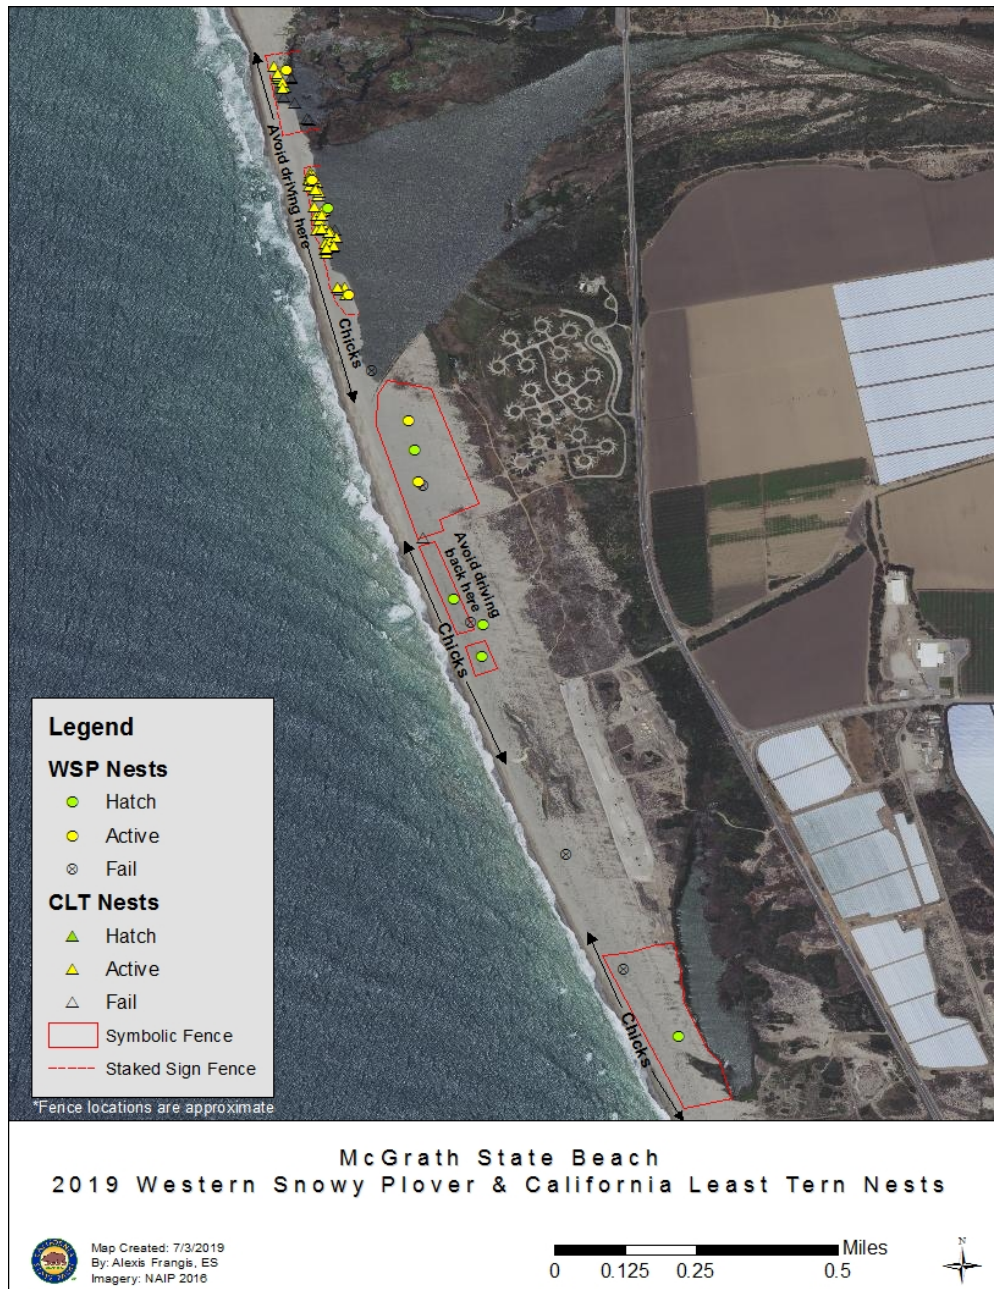 Avoid driving here
Chicks
Avoid driving
back here
Chicks
Chicks
Legend
WSP Nests
Hatch
Active
Fail
CLT Nests
Hatch
Active
Fail
Symbolic Fence
Staked Sign Fence
*Fence locations are approximate
McGrath State Beach
2019 Western Snowy Plover & California Least Tern Nests
CALIFORNIA
STATE PARKS
Map Created: 7/3/2019
By: Alexis Frangis, ES
Imagery: NAIP 2016
Miles
0 0.125 0.25 0.5
N